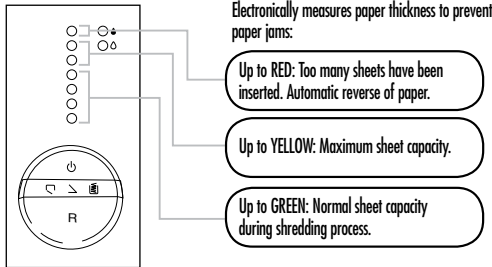 Electronically measures paper thickness to prevent
paper jams:
Up to RED: Too many sheets have been
inserted. Automatic reverse of paper.
Up to YELLOW: Maximum sheet capacity.
Up to GREEN: Normal sheet capacity
during shredding process.
R